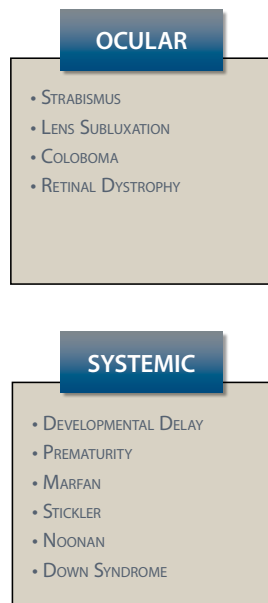 OCULAR
• Strabismus
• Lens Subluxation
• Coloboma
• Retinal Dystrophy
SYSTEMIC
• Developmental Delay
• Prematurity
• Marfan
• Stickler
• Noonan
• Down Syndrome